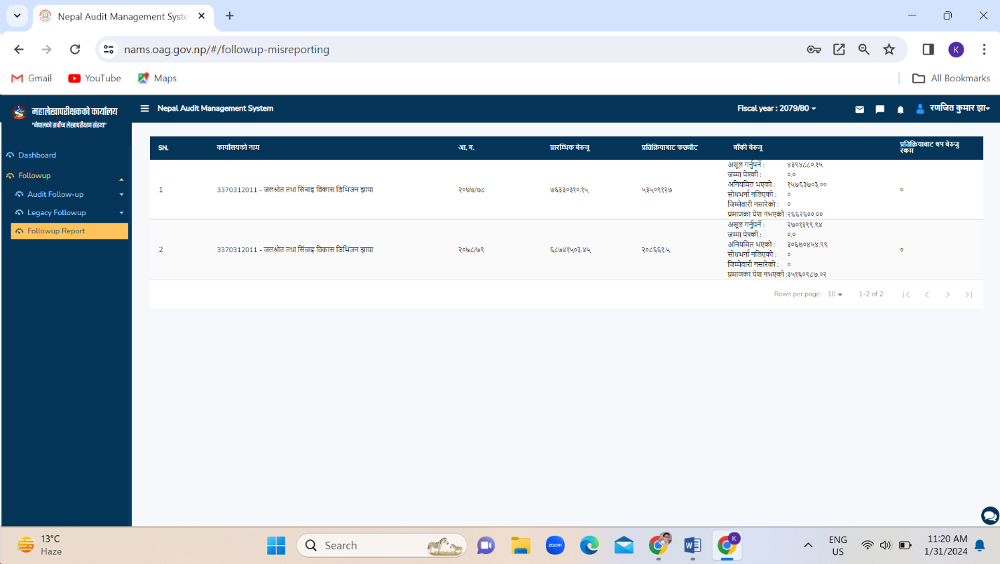 Nepal Audit Management Syste
nams.oag.gov.np/#/followup-misreporting
K
Gmail
YouTube
Maps
All Bookmarks
महालेखापरीक्षकको कार्यालय
"नेपालको सर्वोच्च लेखापरीक्षण संस्था"
Nepal Audit Management System
Fiscal year : 2079/80
रणजित कुमार झा
Dashboard
Followup
Audit Follow-up
Legacy Followup
Followup Report
SN.
कार्यालयको नाम
आ. ब.
प्रारम्भिक बेरुजू
प्रतिक्रियाबाट फर्छ्यौट
बाँकी बेरुजू
प्रतिक्रियाबाट थप बेरुजु
रकम
1
3370312011 - जलश्रोत तथा सिंचाइ विकास डिभिजन झापा
२०७७/७८
७६३३०३१०.१५
५३५०९१२७
असूल गर्नुपर्ने : ४३९४८८०.१५
जम्मा पेश्की : ०.०
अनियमित भएको : १५७६३७०३.००
सोधभर्ना नलिएको : ०
जिम्मेवारी नसारेको : ०
प्रमाणका पेश नभएको :२६६२६००.००
०
2
3370312011 - जलश्रोत तथा सिंचाइ विकास डिभिजन झापा
२०७८/७९
६८७४१५०३.४५
२०८६६१.५
असूल गर्नुपर्ने : २७०१३९९.९४
जम्मा पेश्की : ०.०
अनियमित भएको : ३०६७०४५४.९९
सोधभर्ना नलिएको : ०
जिम्मेवारी नसारेको : ०
प्रमाणका पेश नभएको :३५१६०९८७.०२
०
Rows per page: 10
1-2 of 2
13°C
Haze
Search
zoom
W
K
ENG
US
11:20 AM
1/31/2024